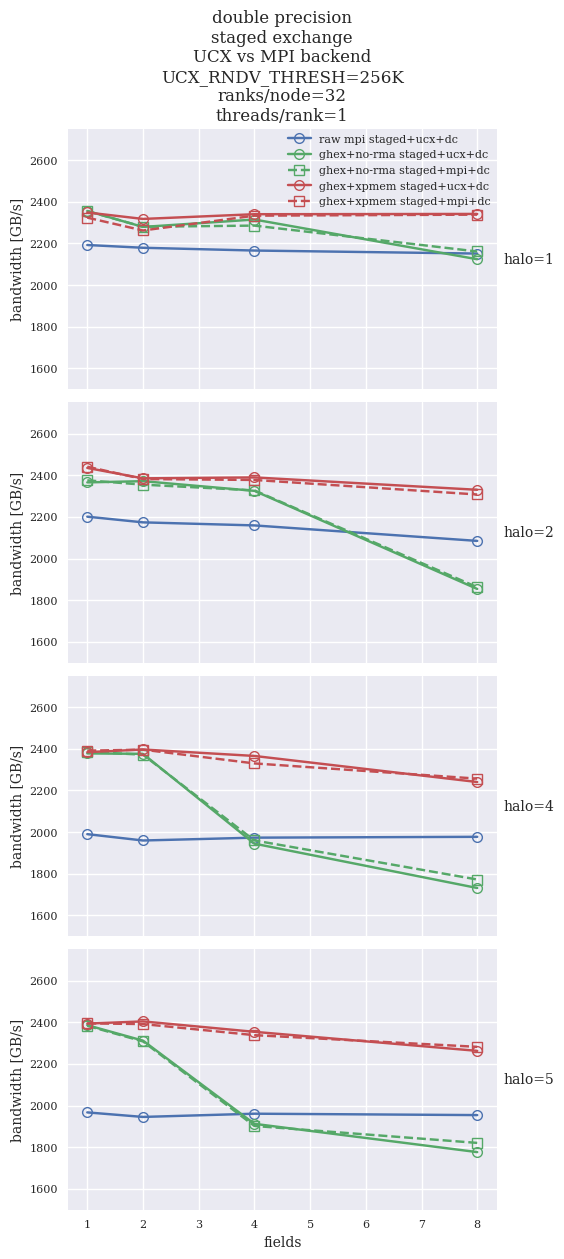 double precision
staged exchange
UCX vs MPI backend
UCX_RNDV_THRESH=256K
ranks/node=32
threads/rank=1
raw mpi staged+ucx+dc
ghex+no-rma staged+ucx+dc
ghex+no-rma staged+mpi+dc
ghex+xpmem staged+ucx+dc
ghex+xpmem staged+mpi+dc
2600
2400
2200
2000
1800
1600
bandwidth [GB/s]
halo=1
2600
2400
2200
2000
1800
1600
bandwidth [GB/s]
halo=2
2600
2400
2200
2000
1800
1600
bandwidth [GB/s]
halo=4
2600
2400
2200
2000
1800
1600
bandwidth [GB/s]
halo=5
1 2 3 4 5 6 7 8
fields